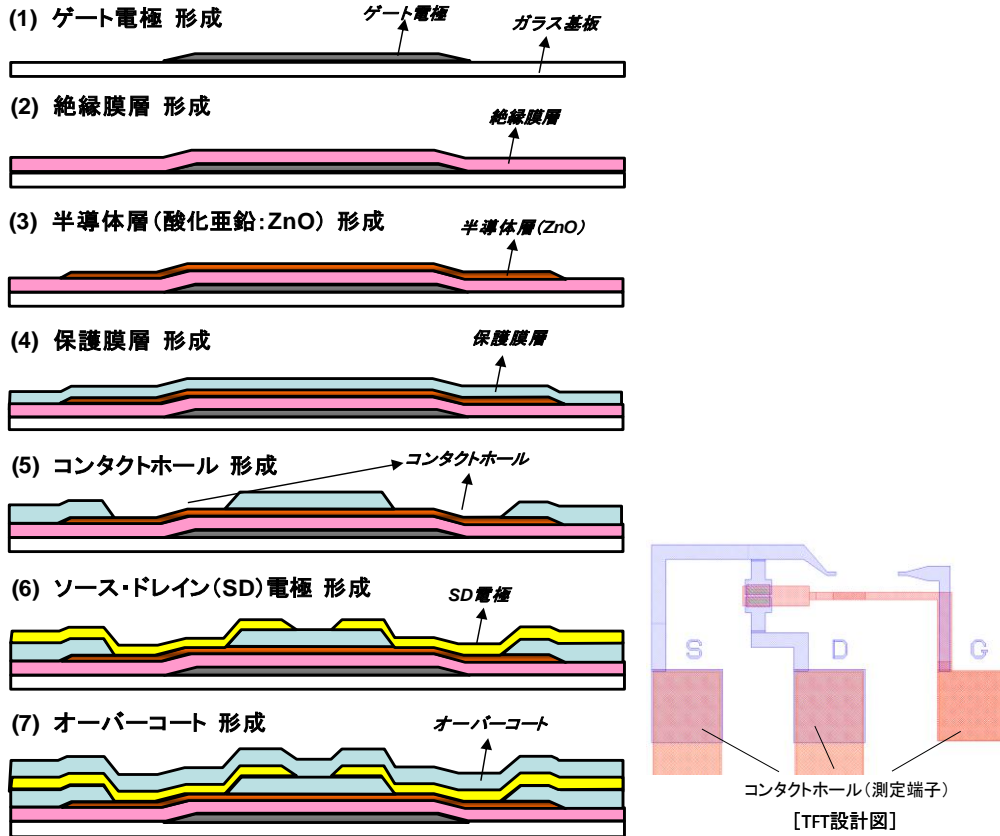 (1) ゲート電極 形成
ゲート電極
ガラス基板
(2) 絶縁膜層 形成
絶縁膜層
(3) 半導体層(酸化亜鉛:ZnO) 形成
半導体層(ZnO)
(4) 保護膜層 形成
保護膜層
(5) コンタクトホール 形成
コンタクトホール
(6) ソース・ドレイン(SD)電極 形成
SD電極
(7) オーバーコート 形成
オーバーコート
S D G
コンタクトホール(測定端子)
[TFT設計図]